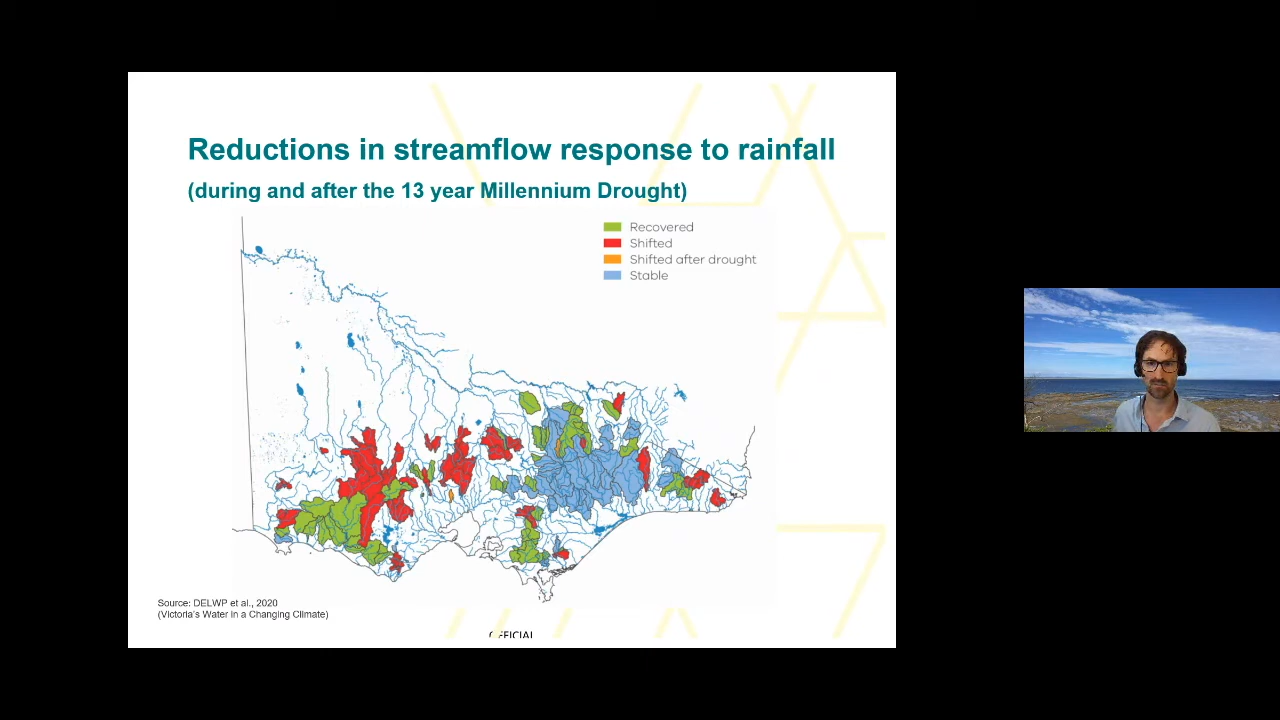 Reductions in streamflow response to rainfall
(during and after the 13 year Millennium Drought)
Recovered
Shifted
Shifted after drought
Stable
Source: DELWP et al., 2020
(Victoria's Water in a Changing Climate)
OFFICIAL